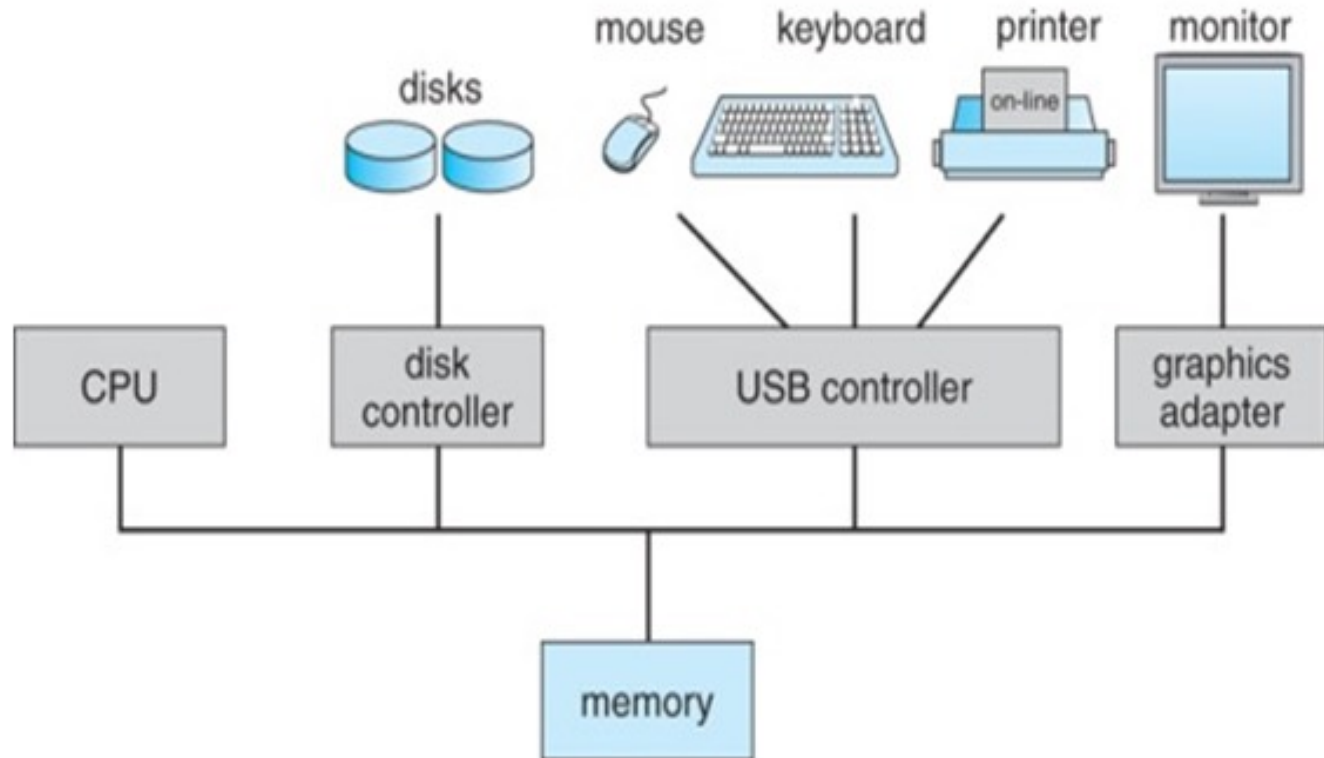 mouse
keyboard
printer
monitor
disks
on-line
CPU
disk
controller
USB controller
graphics
adapter
memory